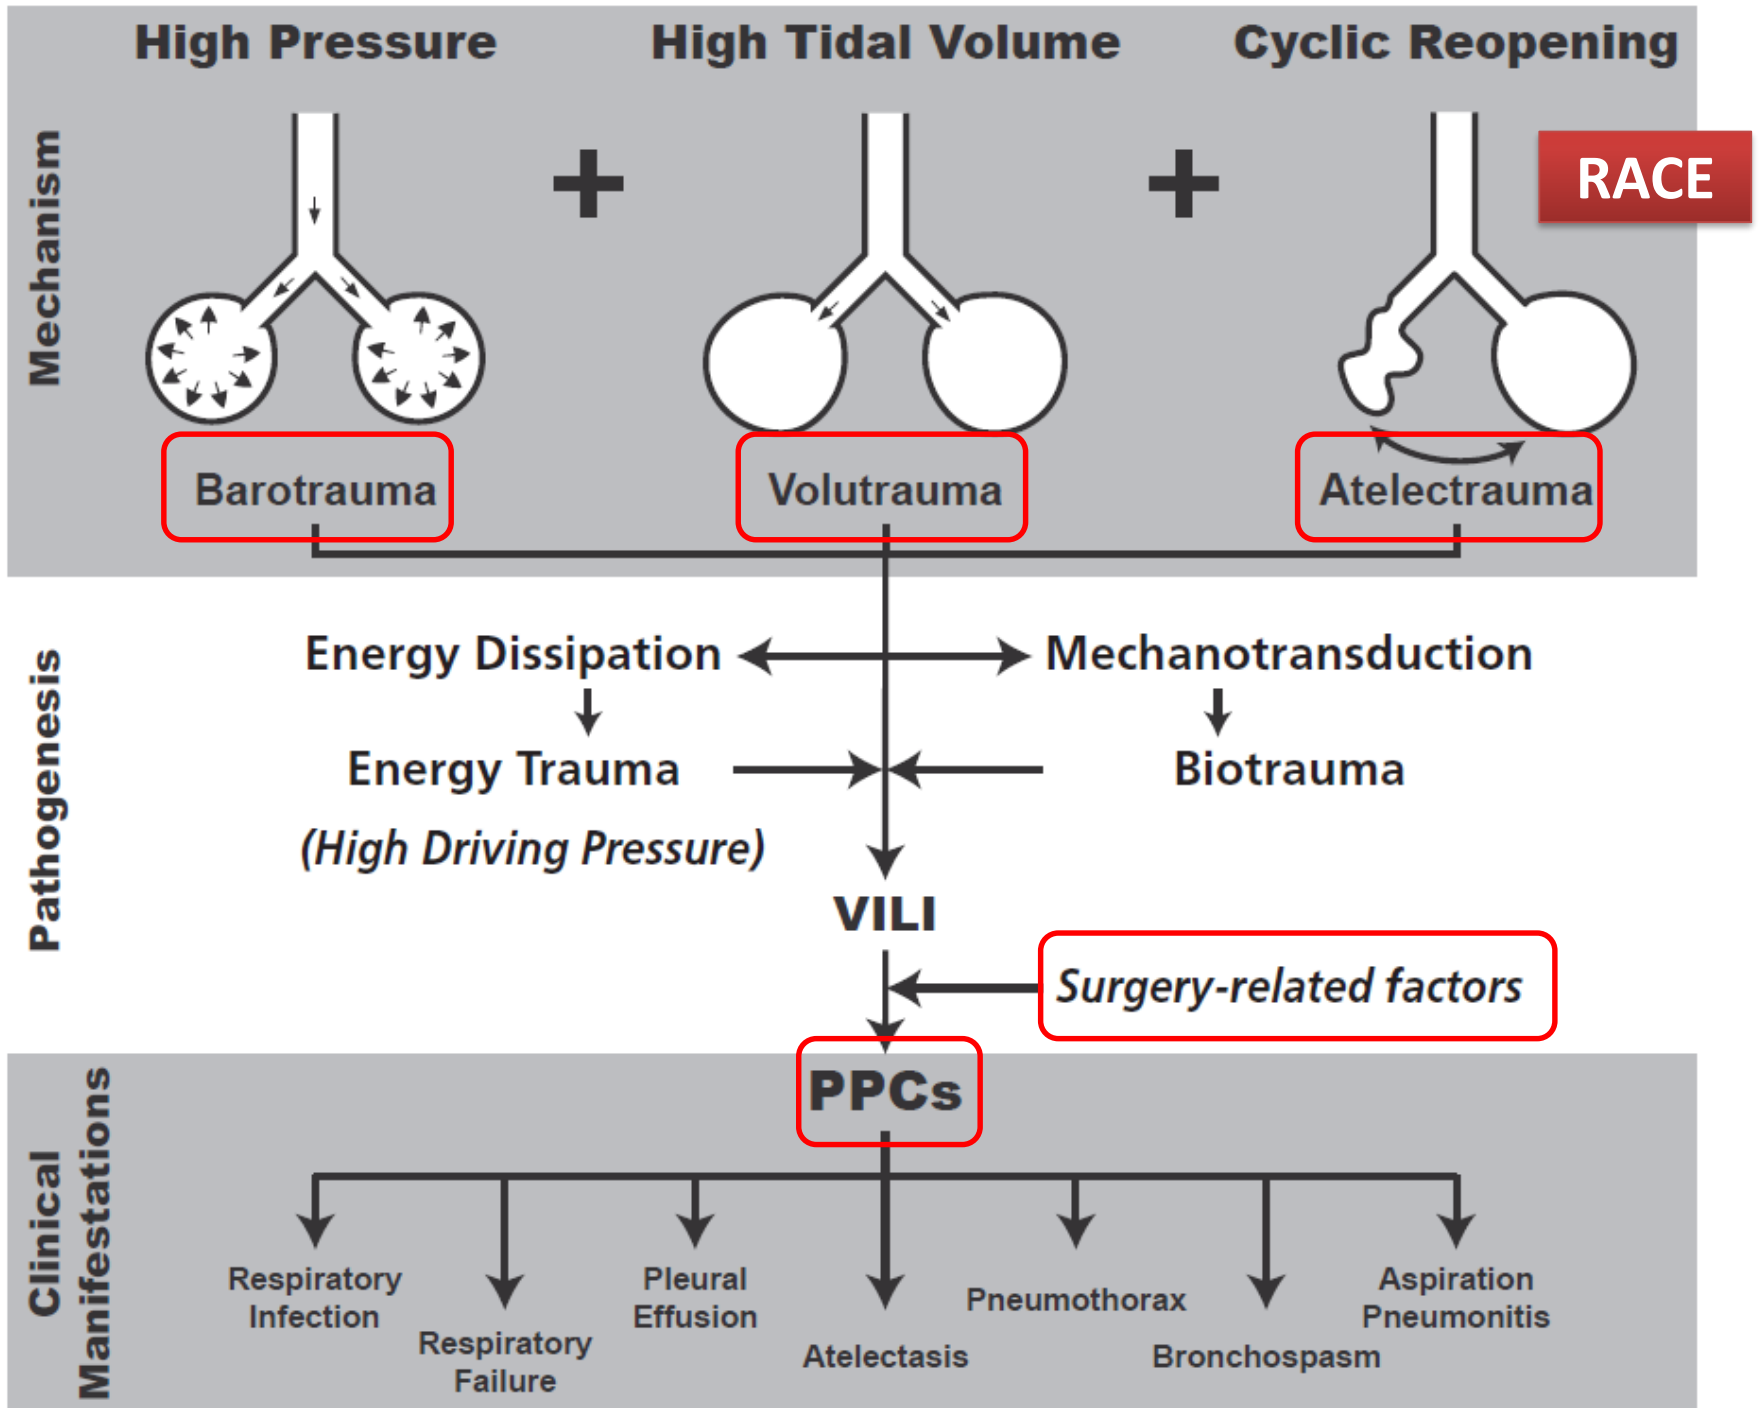 High Pressure
High Tidal Volume
Cyclic Reopening
Mechanism
RACE
Barotrauma
Volutrauma
Atelectrauma
Pathogenesis
Energy Dissipation
Mechanotransduction
Energy Trauma
Biotrauma
(High Driving Pressure)
VILI
Surgery-related factors
Clinical
Manifestations
PPCs
Respiratory
Infection
Respiratory
Failure
Pleural
Effusion
Atelectasis
Pneumothorax
Bronchospasm
Aspiration
Pneumonitis